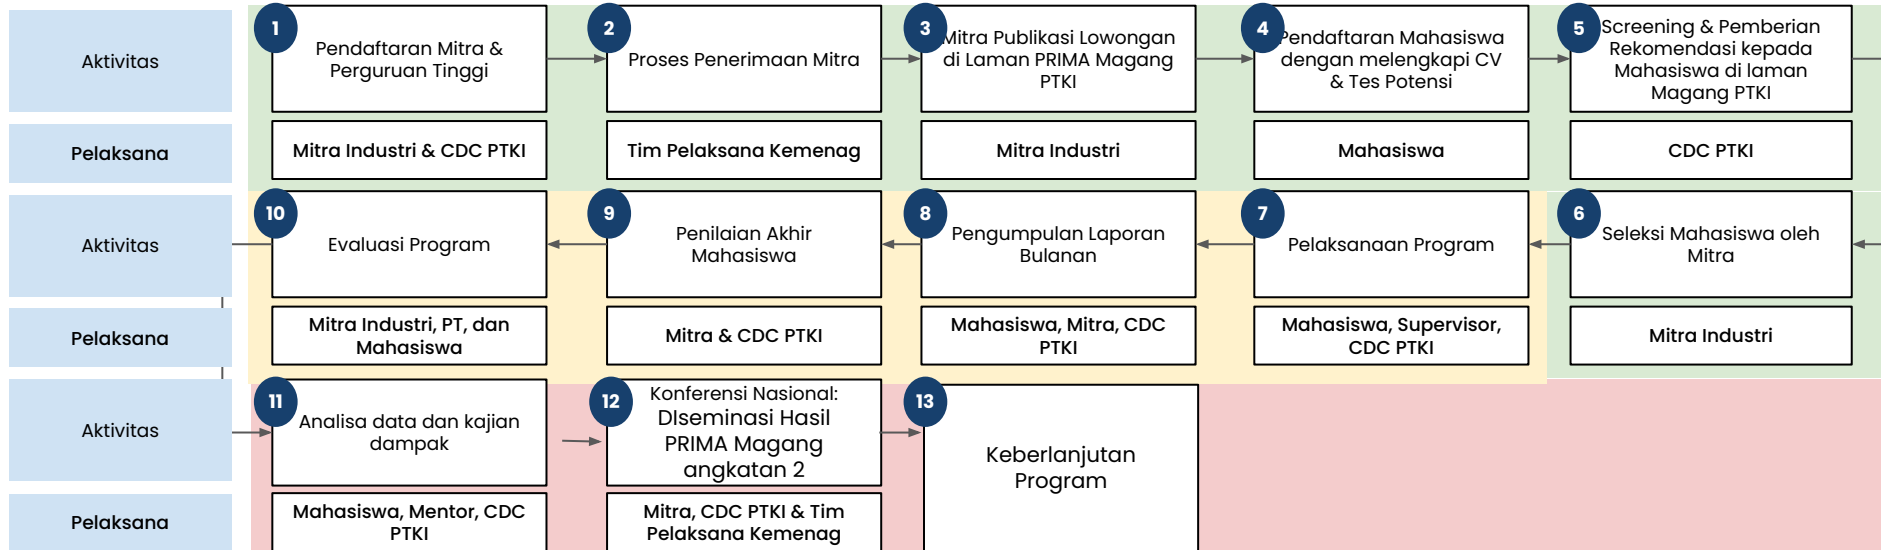 Aktivitas
1
Pendaftaran Mitra &
Perguruan Tinggi
2
Proses Penerimaan Mitra
3
Mitra Publikasi Lowongan
di Laman PRIMA Magang
PTKI
4
Pendaftaran Mahasiswa
dengan melengkapi CV
& Tes Potensi
5
Screening & Pemberian
Rekomendasi kepada
Mahasiswa di laman
Magang PTKI
Pelaksana
Mitra Industri & CDC PTKI
Tim Pelaksana Kemenag
Mitra Industri
Mahasiswa
CDC PTKI
Aktivitas
10
Evaluasi Program
9
Penilaian Akhir
Mahasiswa
8
Pengumpulan Laporan
Bulanan
7
Pelaksanaan Program
6
Seleksi Mahasiswa oleh
Mitra
Pelaksana
Mitra Industri, PT, dan
Mahasiswa
Mitra & CDC PTKI
Mahasiswa, Mitra, CDC
PTKI
Mahasiswa, Supervisor,
CDC PTKI
Mitra Industri
Aktivitas
11
Analisa data dan kajian
dampak
12
Konferensi Nasional:
DIseminasi Hasil
PRIMA Magang
angkatan 2
13
Keberlanjutan
Program
Pelaksana
Mahasiswa, Mentor, CDC
PTKI
Mitra, CDC PTKI & Tim
Pelaksana Kemenag